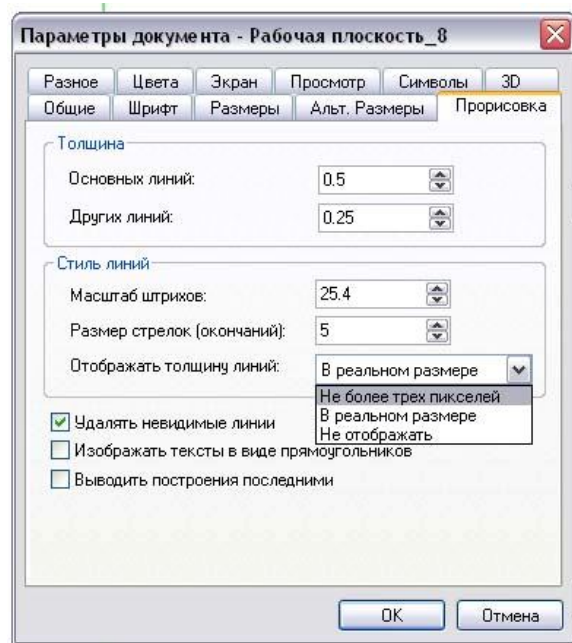 Параметры документа - Рабочая плоскость_8
Разное Цвета Экран Просмотр Символы 3D
Общие Шрифт Размеры Альт. Размеры Прорисовка
Толщина
Основных линий: 0.5
Других линий: 0.25
Стиль линий
Масштаб штрихов: 25.4
Размер стрелок (окончаний): 5
Отображать толщину линий: В реальном размере
Не более трех пикселей
В реальном размере
Не отображать
Удалять невидимые линии
Изображать тексты в виде прямоугольников
Выводить построения последними
OK Отмена